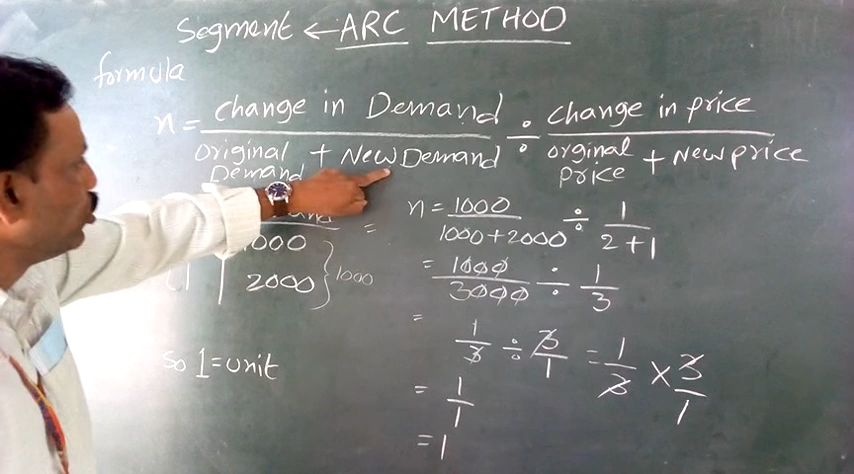 Segment ← ARC METHOD
formula
n = change in Demand / Original Demand + New Demand ÷ change in price / orginal price + New price
n = 1000 / 1000+2000 ÷ 1 / 2+1
1000
2000 } 1000
= 1000 / 3000 ÷ 1 / 3
= 1 / 3 ÷ 3 / 1 = 1 / 3 × 3 / 1
So 1 = unit
= 1 / 1
= 1